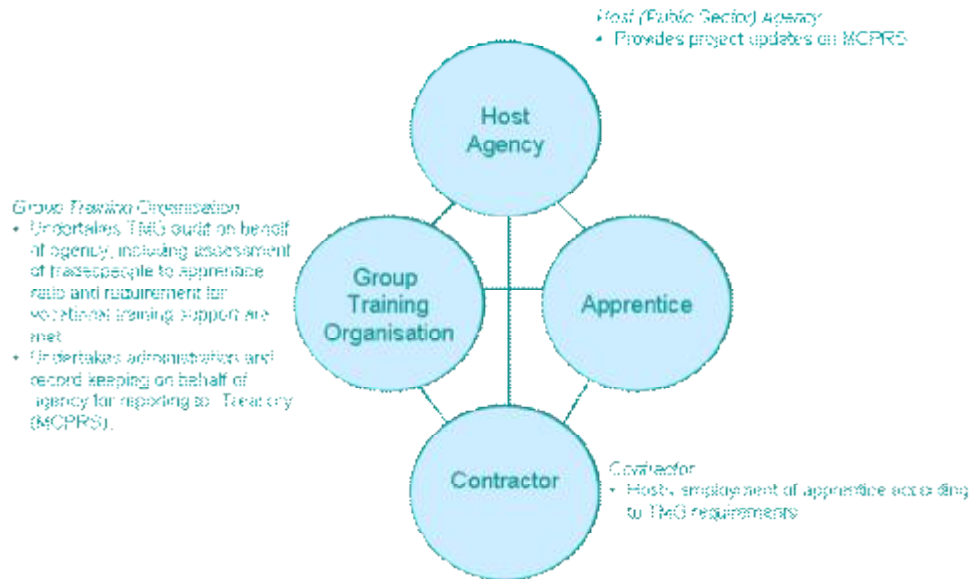 Host (Public Sector) Agency
• Provides project updates on MCPRS
Host
Agency
Group Training Organisation
• Undertakes TMG audit on behalf
of agency, including assessment
of tradespeople to apprentice
ratio and requirement for
vocational training support are
met
• Undertakes administration and
record keeping on behalf of
agency for reporting to Treasury
(MCPRS).
Group
Training
Organisation
Apprentice
Contractor
Contractor
• Hosts employment of apprentice according
to TMG requirements